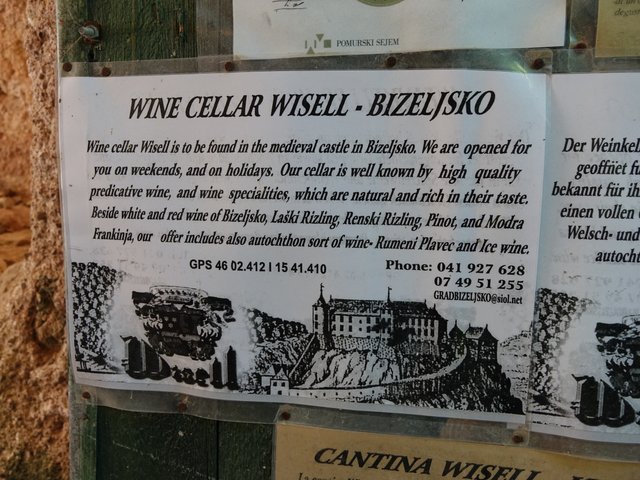 POMURSKI SEJEM
WINE CELLAR WISELL - BIZELJSKO
Wine cellar Wisell is to be found in the medieval castle in Bizeljsko. We are opened for
you on weekends, and on holidays. Our cellar is well known by high quality
predicative wine, and wine specialities, which are natural and rich in their taste.
Beside white and red wine of Bizeljsko, Laški Rizling, Renski Rizling, Pinot, and Modra
Frankinja, our offer includes also autochthon sort of wine- Rumeni Plavec and Ice wine.
GPS 46 02.412 I 15 41.410
Phone: 041 927 628
07 49 51 255
GRADBIZELJSKO@siol.net
Wisell
Der Weinkel
geöffnet fü
bekannt für ih
einen vollen
Welsch- und
autocht
CANTINA WISELL